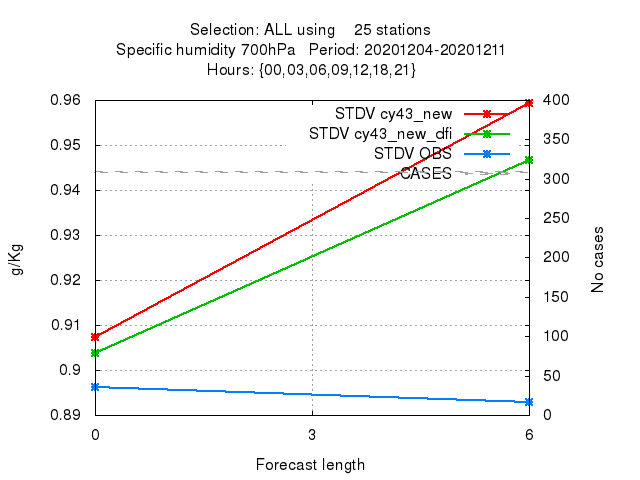 Selection: ALL using 25 stations
Specific humidity 700hPa Period: 20201204-20201211
Hours: {00,03,06,09,12,18,21}
0.96
0.95
0.94
0.93
0.92
0.91
0.9
0.89
g/Kg
STDV cy43_new
STDV cy43_new_dfi
STDV OBS
CASES
400
350
300
250
200
150
100
50
0
No cases
0 3 6
Forecast length